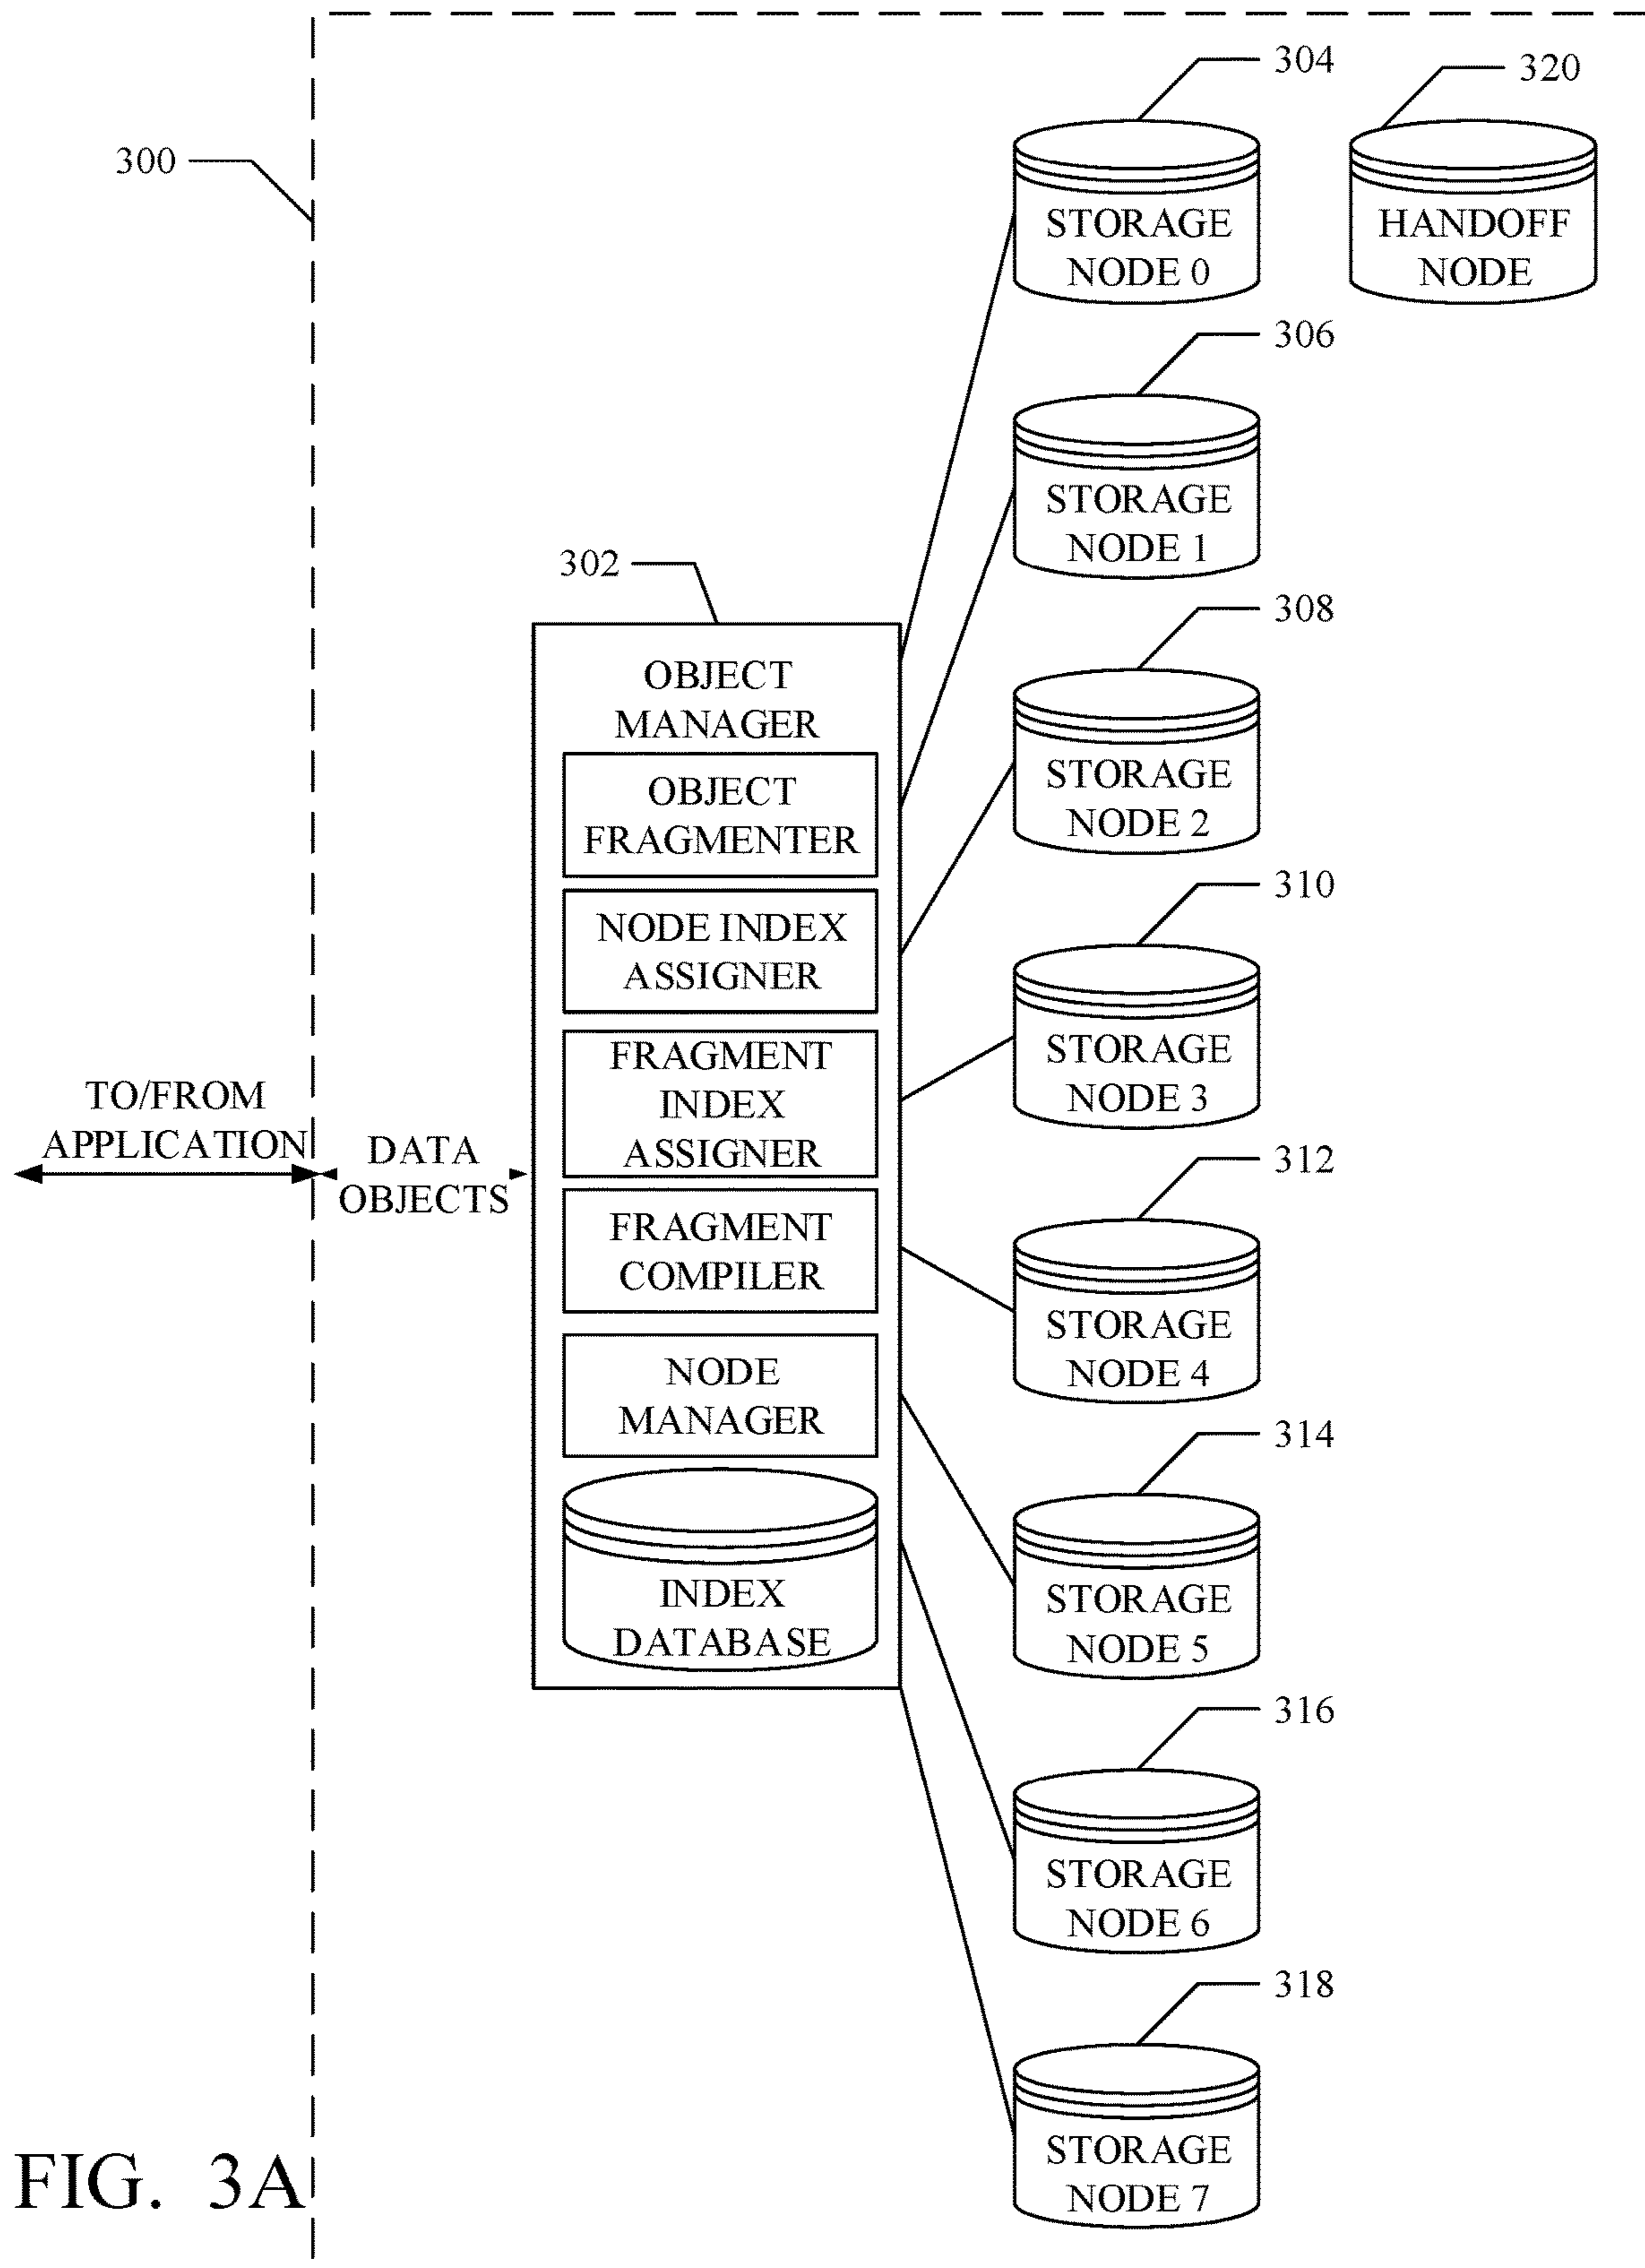 304
320
300
STORAGE
NODE 0
HANDOFF
NODE
306
STORAGE
NODE 1
302
308
OBJECT
MANAGER
OBJECT
FRAGMENTER
STORAGE
NODE 2
NODE INDEX
ASSIGNER
310
FRAGMENT
INDEX
ASSIGNER
STORAGE
NODE 3
TO/FROM
APPLICATION
DATA
OBJECTS
312
FRAGMENT
COMPILER
STORAGE
NODE 4
NODE
MANAGER
314
INDEX
DATABASE
STORAGE
NODE 5
316
STORAGE
NODE 6
318
STORAGE
NODE 7
FIG. 3A